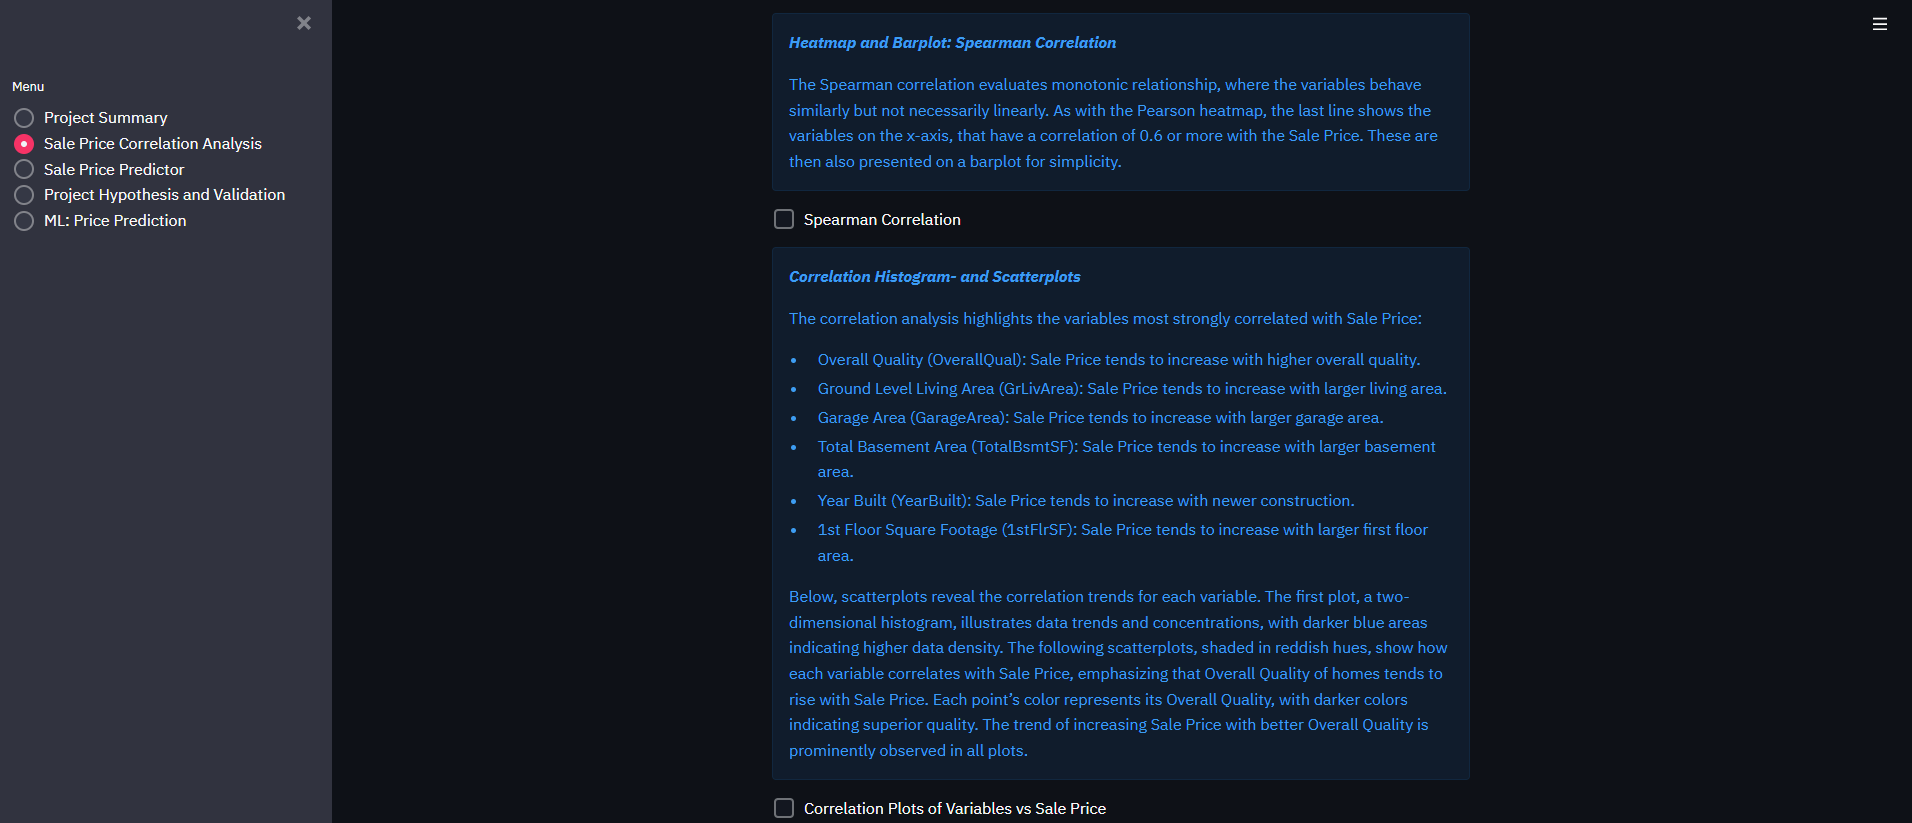 Menu
Project Summary
Sale Price Correlation Analysis
Sale Price Predictor
Project Hypothesis and Validation
ML: Price Prediction
Heatmap and Barplot: Spearman Correlation
The Spearman correlation evaluates monotonic relationship, where the variables behave
similarly but not necessarily linearly. As with the Pearson heatmap, the last line shows the
variables on the x-axis, that have a correlation of 0.6 or more with the Sale Price. These are
then also presented on a barplot for simplicity.
Spearman Correlation
Correlation Histogram- and Scatterplots
The correlation analysis highlights the variables most strongly correlated with Sale Price:
• Overall Quality (OverallQual): Sale Price tends to increase with higher overall quality.
• Ground Level Living Area (GrLivArea): Sale Price tends to increase with larger living area.
• Garage Area (GarageArea): Sale Price tends to increase with larger garage area.
• Total Basement Area (TotalBsmtSF): Sale Price tends to increase with larger basement
area.
• Year Built (YearBuilt): Sale Price tends to increase with newer construction.
• 1st Floor Square Footage (1stFlrSF): Sale Price tends to increase with larger first floor
area.
Below, scatterplots reveal the correlation trends for each variable. The first plot, a two-
dimensional histogram, illustrates data trends and concentrations, with darker blue areas
indicating higher data density. The following scatterplots, shaded in reddish hues, show how
each variable correlates with Sale Price, emphasizing that Overall Quality of homes tends to
rise with Sale Price. Each point’s color represents its Overall Quality, with darker colors
indicating superior quality. The trend of increasing Sale Price with better Overall Quality is
prominently observed in all plots.
Correlation Plots of Variables vs Sale Price